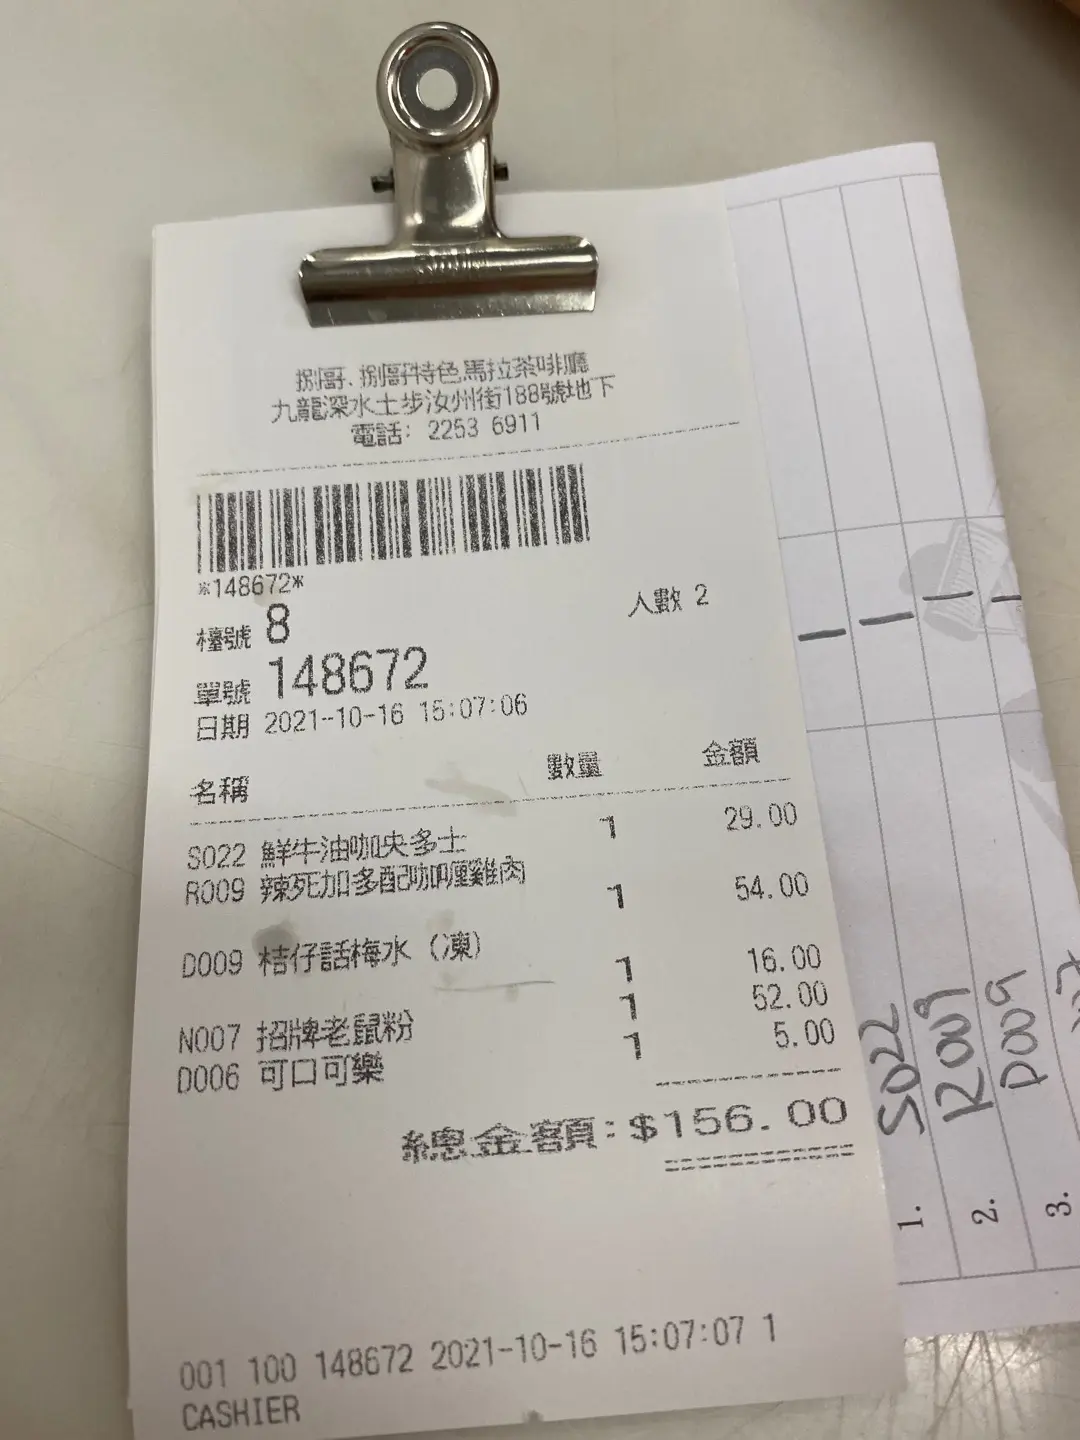 捌哥．捌哥特色馬拉茶啡廳
九龍深水土步汝州街188號地下
電話：2253 6911
*148672*
檯號 8 人數 2
單號 148672
日期 2021-10-16 15:07:06
名稱 數量 金額
S022 鮮牛油咖央多士 1 29.00
R009 辣死加多配咖喱雞肉 1 54.00
D009 桔仔話梅水（凍） 1 16.00
N007 招牌老鼠粉 1 52.00
D006 可口可樂 1 5.00
總金額：$156.00
001 100 148672 2021-10-16 15:07:07 1
CASHIER
1. S022
2. R009
3. D009